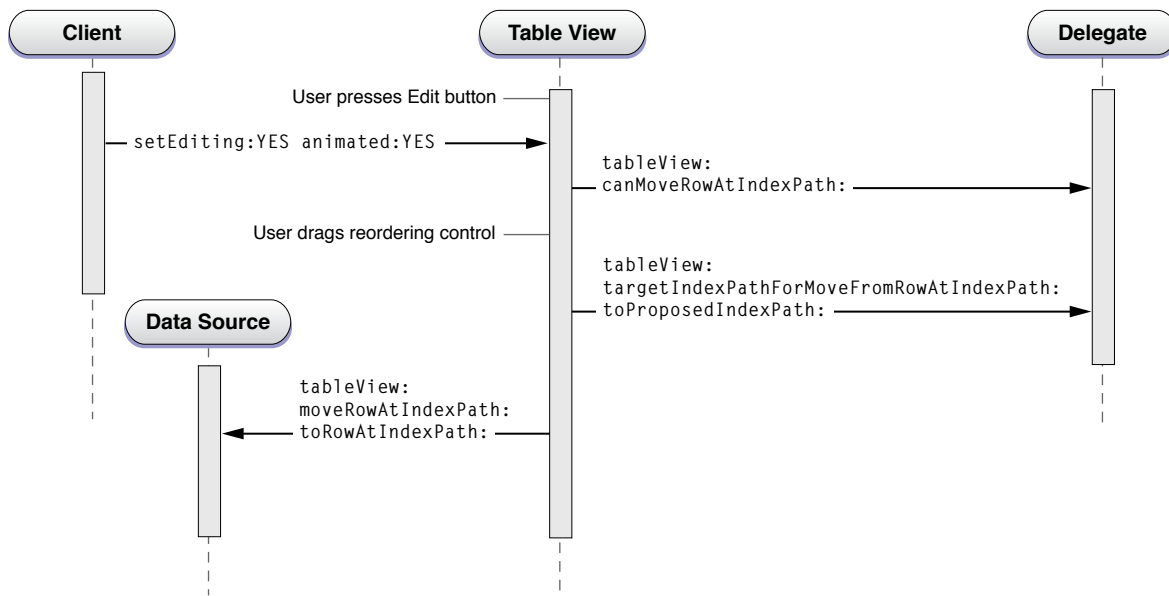 Client
Table View
Delegate
User presses Edit button
setEditing:YES animated:YES
tableView:
canMoveRowAtIndexPath:
User drags reordering control
tableView:
targetIndexPathForMoveFromRowAtIndexPath:
toProposedIndexPath:
Data Source
tableView:
moveRowAtIndexPath:
toRowAtIndexPath: